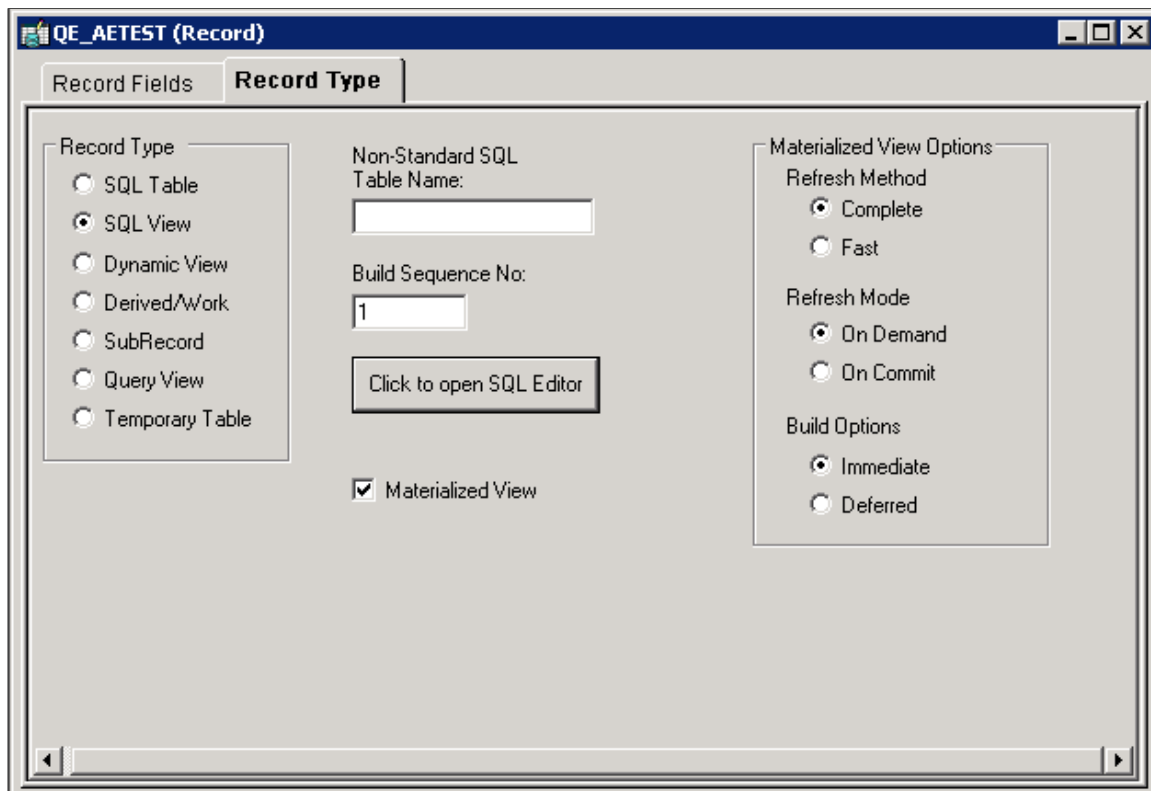 QE_AETEST (Record)
Record Fields
Record Type
Record Type
SQL Table
SQL View
Dynamic View
Derived/Work
SubRecord
Query View
Temporary Table
Non-Standard SQL
Table Name:
Build Sequence No:
1
Click to open SQL Editor
Materialized View
Materialized View Options
Refresh Method
Complete
Fast
Refresh Mode
On Demand
On Commit
Build Options
Immediate
Deferred